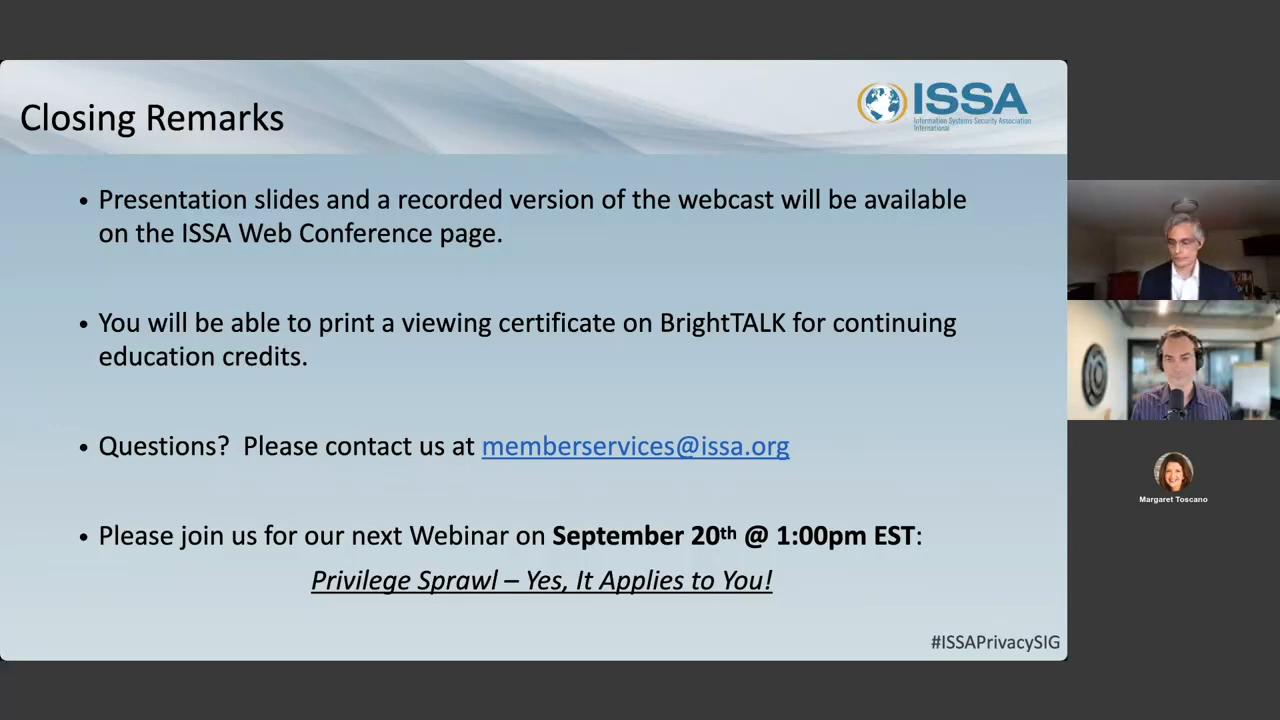 Closing Remarks
ISSA
Information Systems Security Association
International
• Presentation slides and a recorded version of the webcast will be available
on the ISSA Web Conference page.
• You will be able to print a viewing certificate on BrightTALK for continuing
education credits.
• Questions?  Please contact us at memberservices@issa.org
• Please join us for our next Webinar on September 20th @ 1:00pm EST:
Privilege Sprawl – Yes, It Applies to You!
#ISSAPrivacySIG
Margaret Toscano